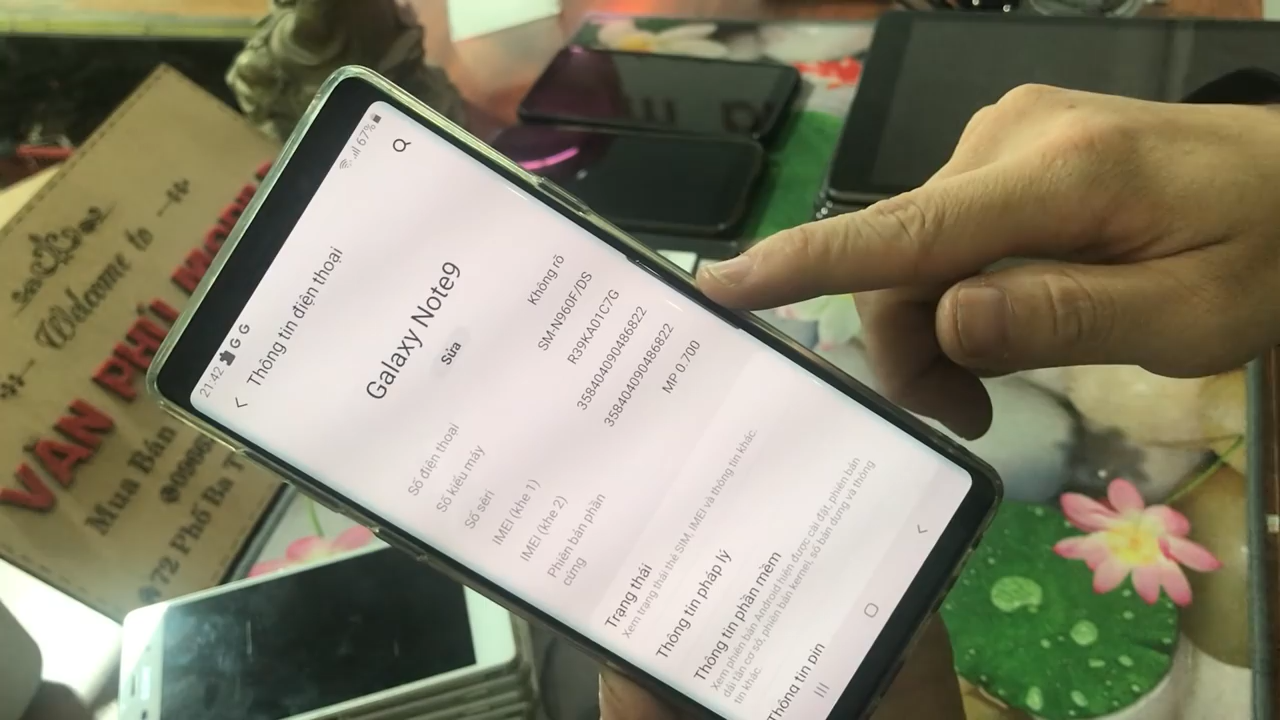 21:42 G G 67%
Thông tin điện thoại
Galaxy Note9
Sửa
Số điện thoại Không rõ
Số kiểu máy SM-N960F/DS
Số sêri R39KA01C7G
IMEI (khe 1) 358404090486822
IMEI (khe 2) 358404090486822
Phiên bản phần cứng MP 0.700
Trạng thái
Xem trạng thái thẻ SIM, IMEI và thông tin khác.
Thông tin pháp lý
Thông tin phần mềm
Xem phiên bản Android hiện được cài đặt, phiên bản
dải tần cơ sở, phiên bản kernel, số bản dựng và thông
tin khác.
Thông tin pin
Welcome to
VĂN PHÚ
Mua Bán
72 Phố Ba